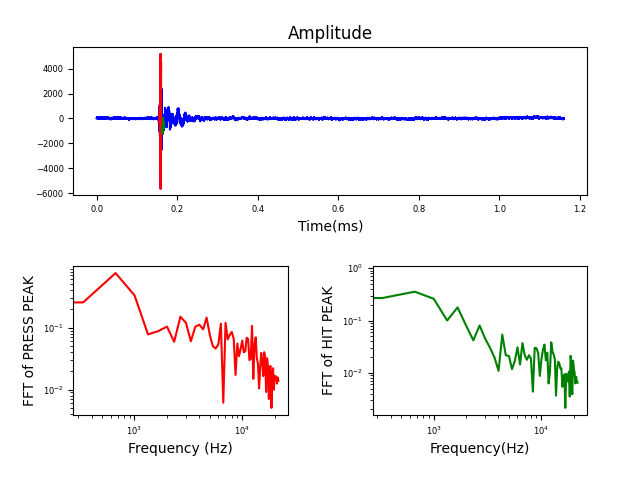 Amplitude
4000
2000
0
−2000
−4000
−6000
0.0 0.2 0.4 0.6 0.8 1.0 1.2
Time(ms)
FFT of PRESS PEAK
10⁻¹
10⁻²
10³ 10⁴
Frequency (Hz)
FFT of HIT PEAK
10⁰
10⁻¹
10⁻²
10³ 10⁴
Frequency(Hz)